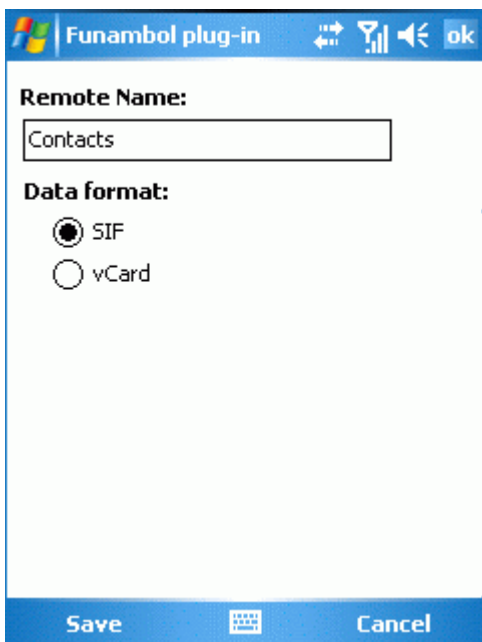 Funambol plug-in ok
Remote Name:
Contacts
Data format:
SIF
vCard
Save Cancel